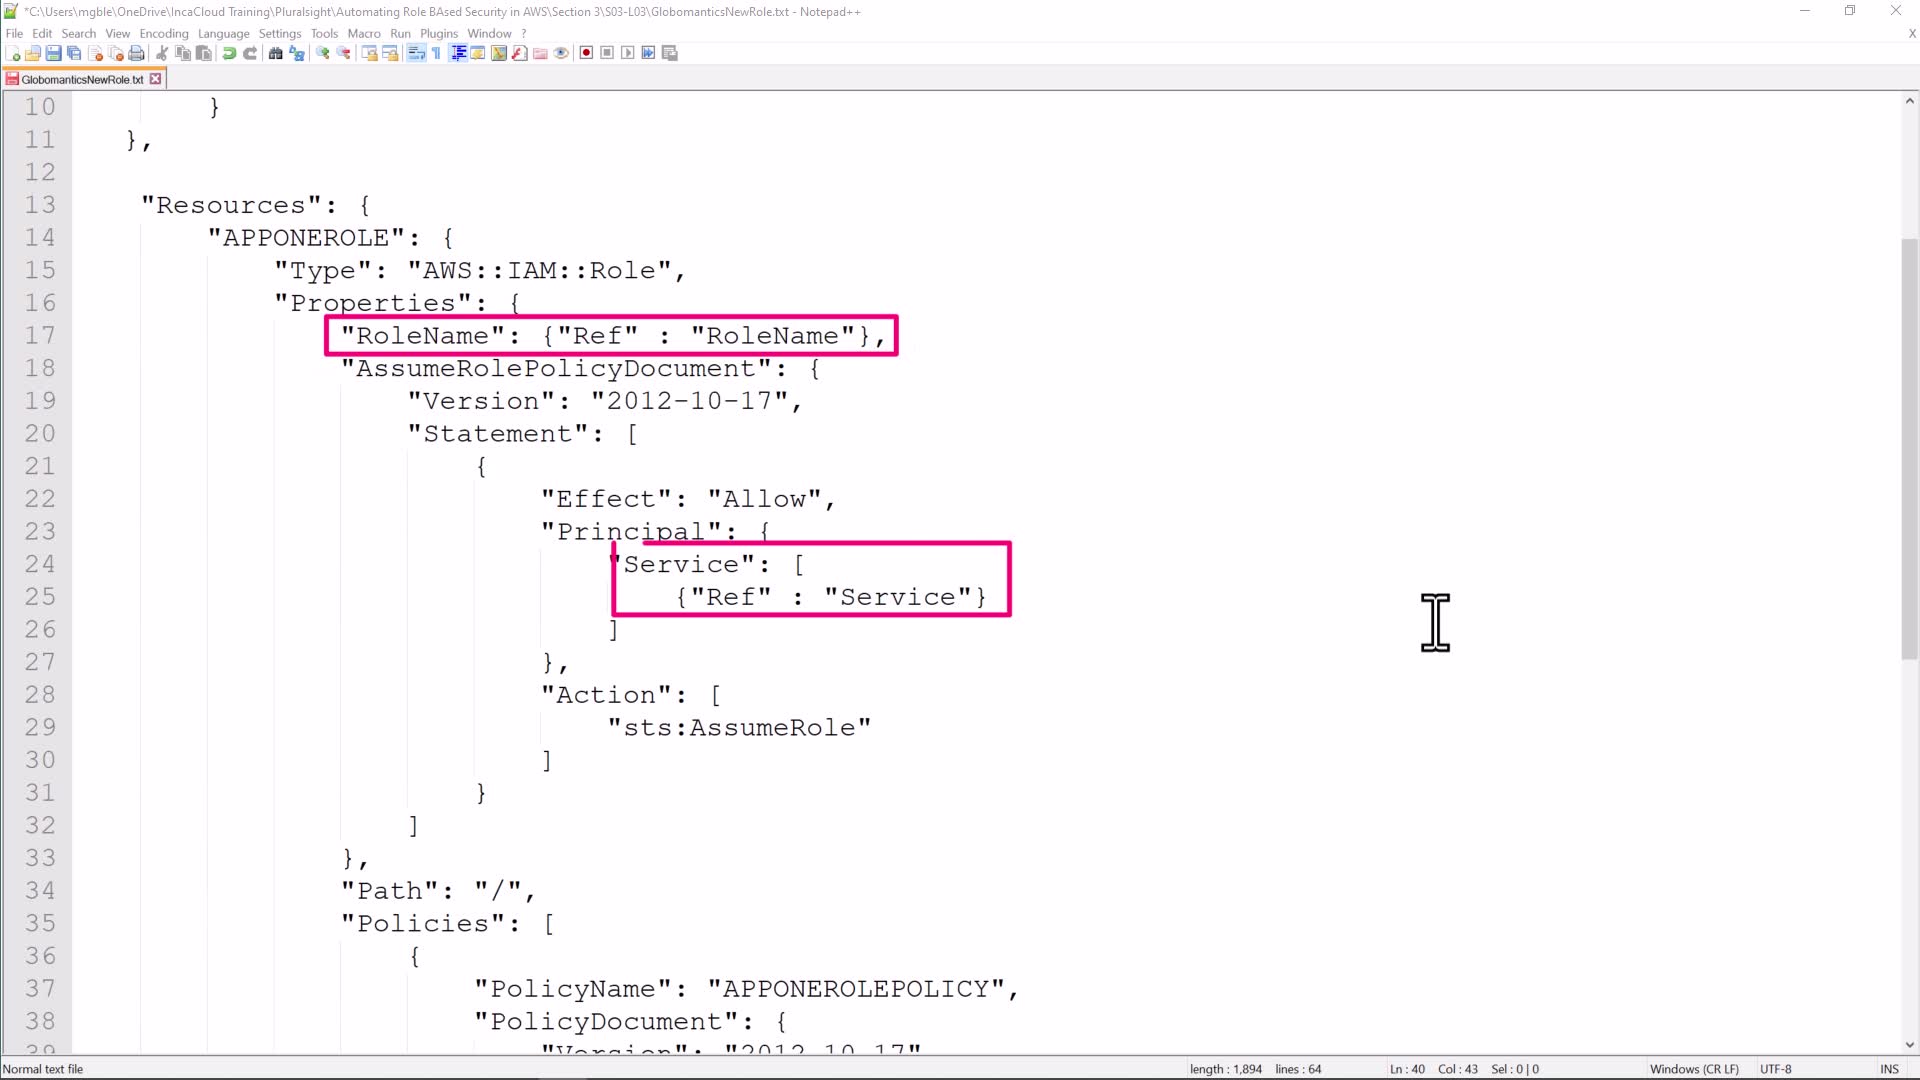 *C:\Users\mgble\OneDrive\IncaCloud Training\Pluralsight\Automating Role BAsed Security in AWS\Section 3\S03-L03\GlobomanticsNewRole.txt - Notepad++
File Edit Search View Encoding Language Settings Tools Macro Run Plugins Window ? X
GlobomanticsNewRole.txt
10 }
11 },
12
13 "Resources": {
14 "APPONEROLE": {
15 "Type": "AWS::IAM::Role",
16 "Properties": {
17 "RoleName": {"Ref" : "RoleName"},
18 "AssumeRolePolicyDocument": {
19 "Version": "2012-10-17",
20 "Statement": [
21 {
22 "Effect": "Allow",
23 "Principal": {
24 "Service": [
25 {"Ref" : "Service"}
26 ]
27 },
28 "Action": [
29 "sts:AssumeRole"
30 ]
31 }
32 ]
33 },
34 "Path": "/",
35 "Policies": [
36 {
37 "PolicyName": "APPONEROLEPOLICY",
38 "PolicyDocument": {
39 "Version": "2012-10-17"
Normal text file length : 1,894 lines : 64 Ln : 40 Col : 43 Sel : 0 | 0 Windows (CR LF) UTF-8 INS